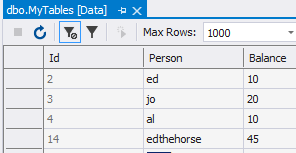 dbo.MyTables [Data]
Max Rows: 1000
Id Person Balance
2 ed 10
3 jo 20
4 al 10
14 edthehorse 45